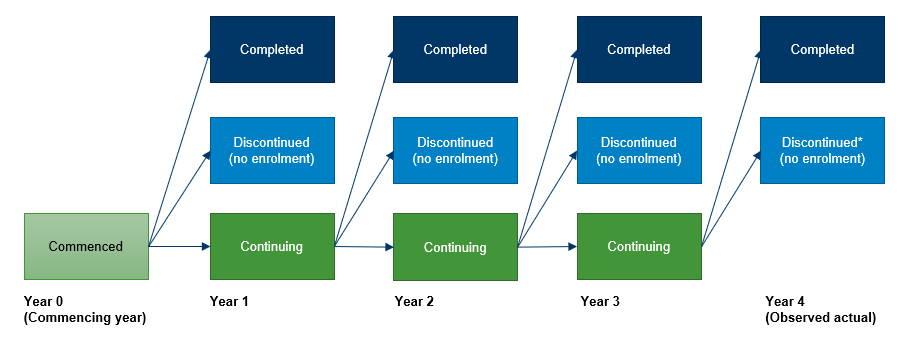 Completed
Completed
Completed
Completed
Discontinued
(no enrolment)
Discontinued
(no enrolment)
Discontinued
(no enrolment)
Discontinued*
(no enrolment)
Commenced
Continuing
Continuing
Continuing
Year 0
(Commencing year)
Year 1
Year 2
Year 3
Year 4
(Observed actual)